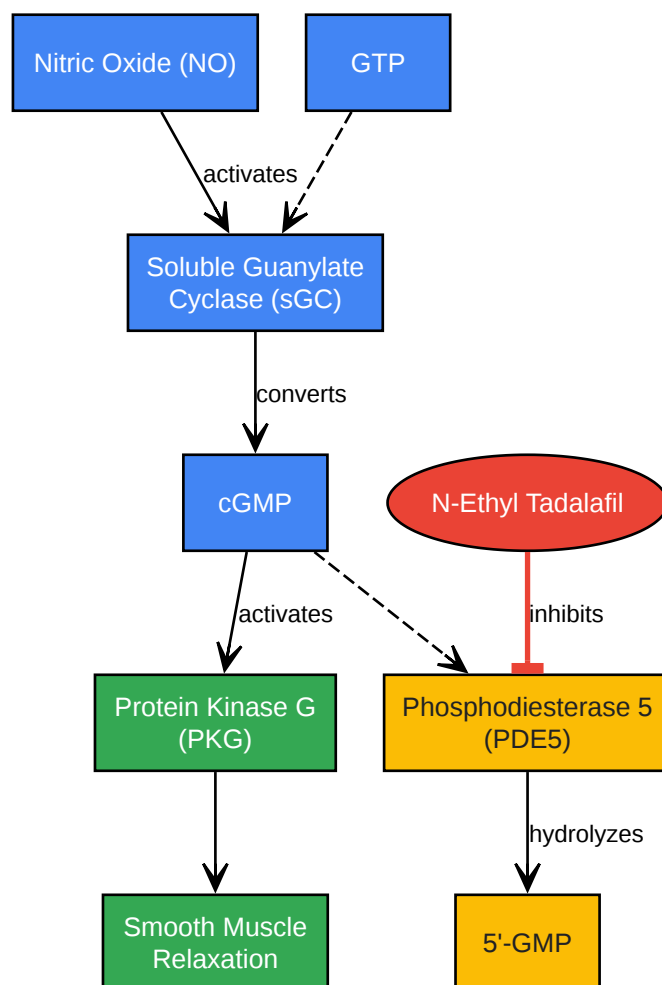 Nitric Oxide (NO)
GTP
activates
Soluble Guanylate
Cyclase (sGC)
converts
cGMP
N-Ethyl Tadalafil
activates
inhibits
Protein Kinase G
(PKG)
Phosphodiesterase 5
(PDE5)
hydrolyzes
Smooth Muscle
Relaxation
5'-GMP